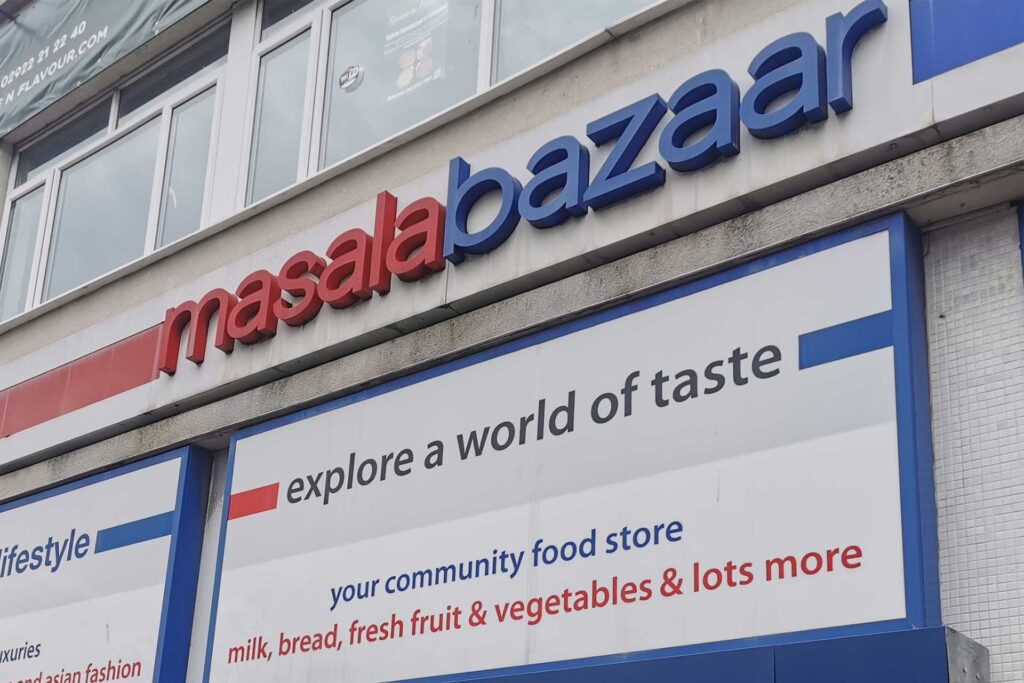 02922 21 22 40
N FLAVOUR.COM
masalabazaar
explore a world of taste
your community food store
milk, bread, fresh fruit & vegetables & lots more
lifestyle
uxuries
nd asian fashion